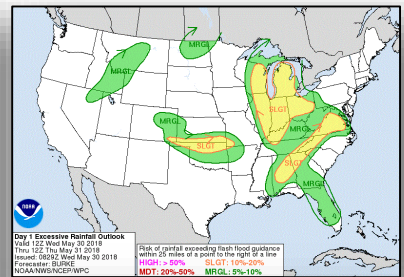 MRGL
MRGL
SLGT
MRGL
MRGL
SLGT
SLGT
MRGL
NOAA
Day 1 Excessive Rainfall Outlook
Valid 12Z Wed May 30 2018
Thru 12Z Thu May 31 2018
Issued: 0829Z Wed May 30 2018
Forecaster: BURKE
NOAA/NWS/NCEP/WPC
Risk of rainfall exceeding flash flood guidance
within 25 miles of a point to the right of a line
HIGH: > 50% SLGT: 10%-20%
MDT: 20%-50% MRGL: 5%-10%